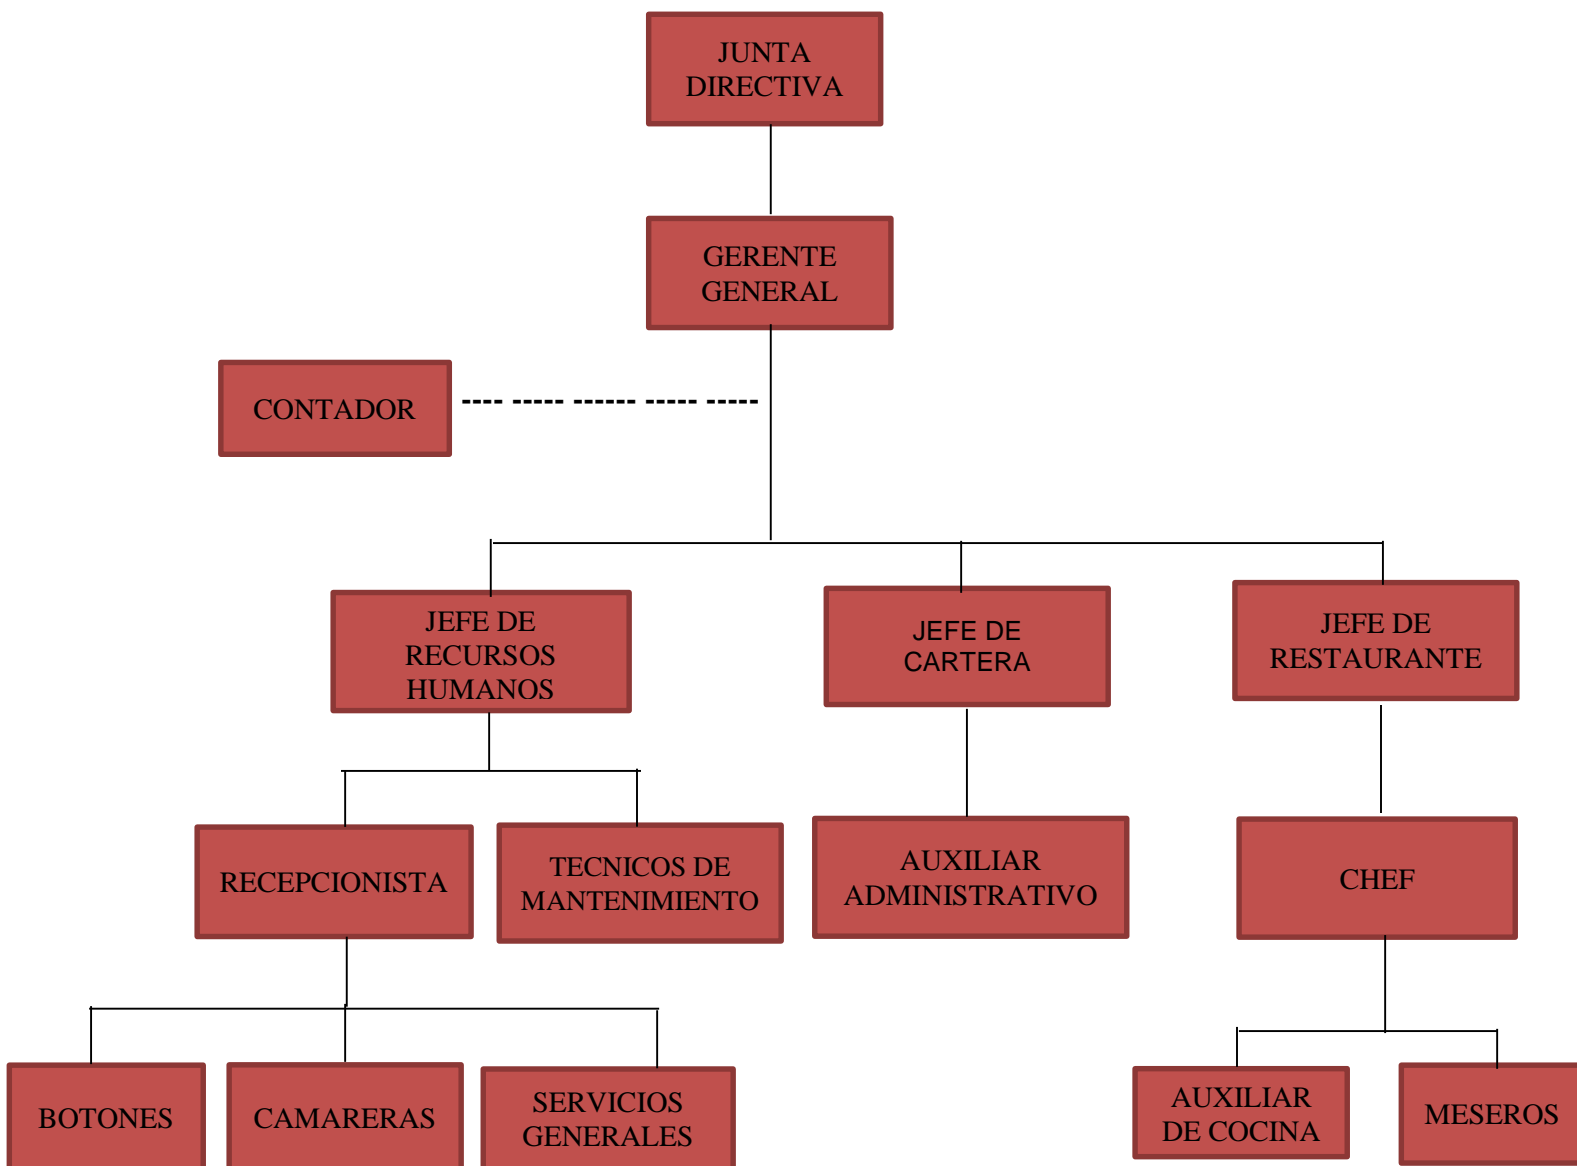 JUNTA
DIRECTIVA
GERENTE
GENERAL
CONTADOR
JEFE DE
RECURSOS
HUMANOS
JEFE DE
CARTERA
JEFE DE
RESTAURANTE
RECEPCIONISTA
TECNICOS DE
MANTENIMIENTO
AUXILIAR
ADMINISTRATIVO
CHEF
BOTONES
CAMARERAS
SERVICIOS
GENERALES
AUXILIAR
DE COCINA
MESEROS